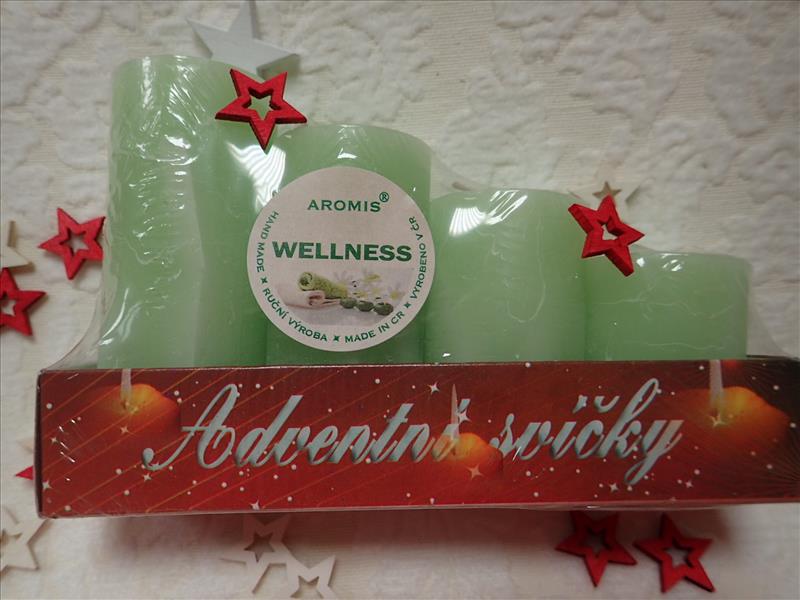 AROMIS®
WELLNESS
HAND MADE ★ RUČNÍ VÝROBA ★ MADE IN CR ★ VYROBENO V ČR
Adventní svíčky